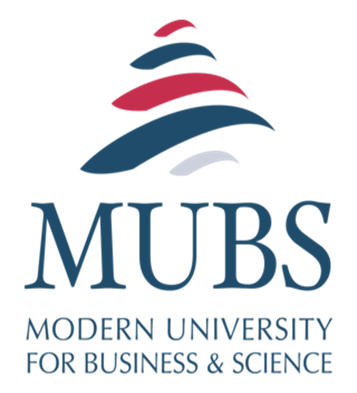 MUBS
MODERN UNIVERSITY
FOR BUSINESS & SCIENCE